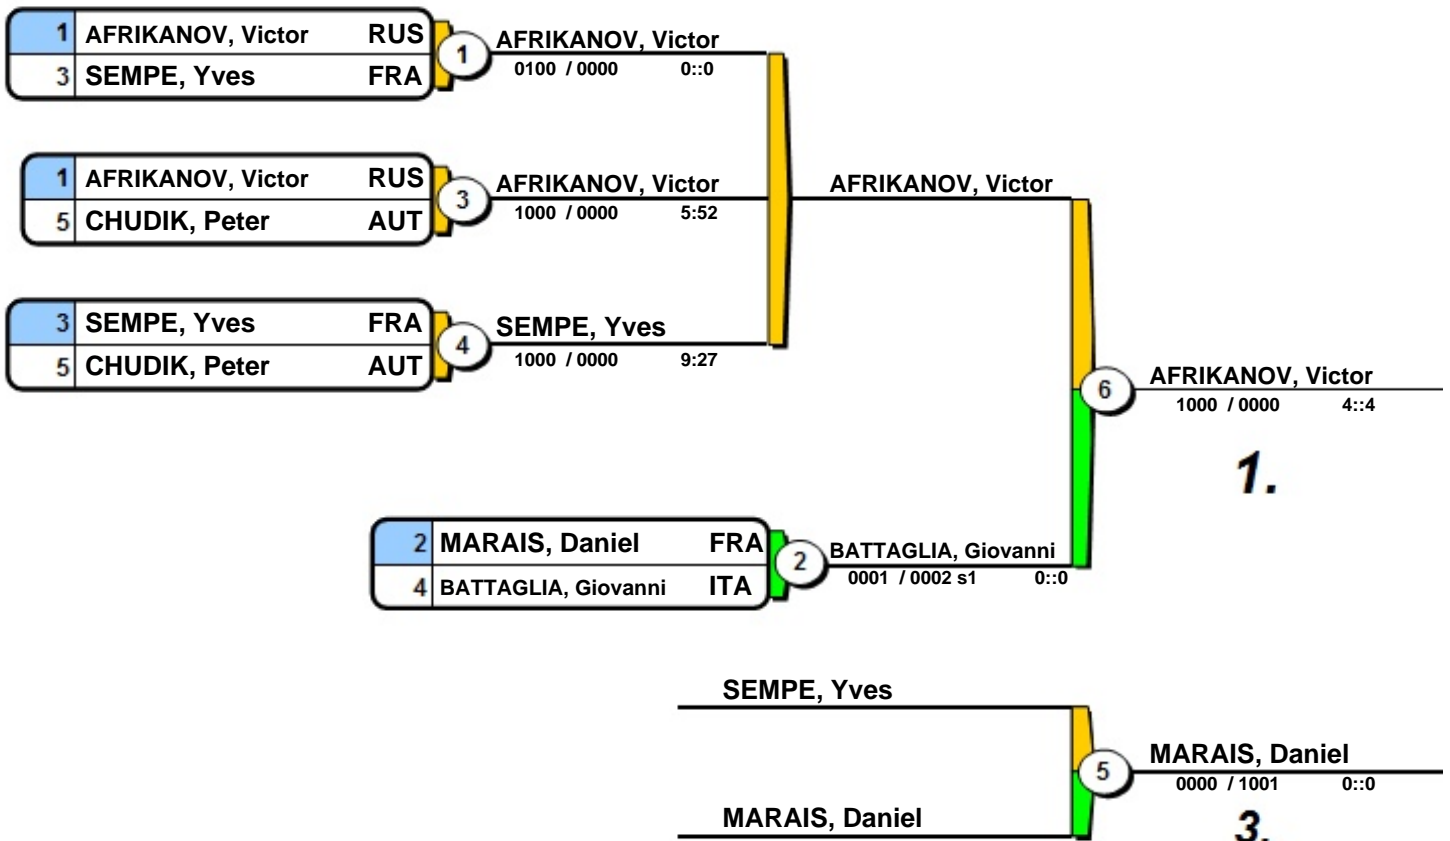 1 AFRIKANOV, Victor RUS
3 SEMPE, Yves FRA
1
AFRIKANOV, Victor
0100 / 0000 0::0
1 AFRIKANOV, Victor RUS
5 CHUDIK, Peter AUT
3
AFRIKANOV, Victor
1000 / 0000 5:52
AFRIKANOV, Victor
3 SEMPE, Yves FRA
5 CHUDIK, Peter AUT
4
SEMPE, Yves
1000 / 0000 9:27
6
AFRIKANOV, Victor
1000 / 0000 4::4
1.
2 MARAIS, Daniel FRA
4 BATTAGLIA, Giovanni ITA
2
BATTAGLIA, Giovanni
0001 / 0002 s1 0::0
SEMPE, Yves
5
MARAIS, Daniel
0000 / 1001 0::0
MARAIS, Daniel
3.